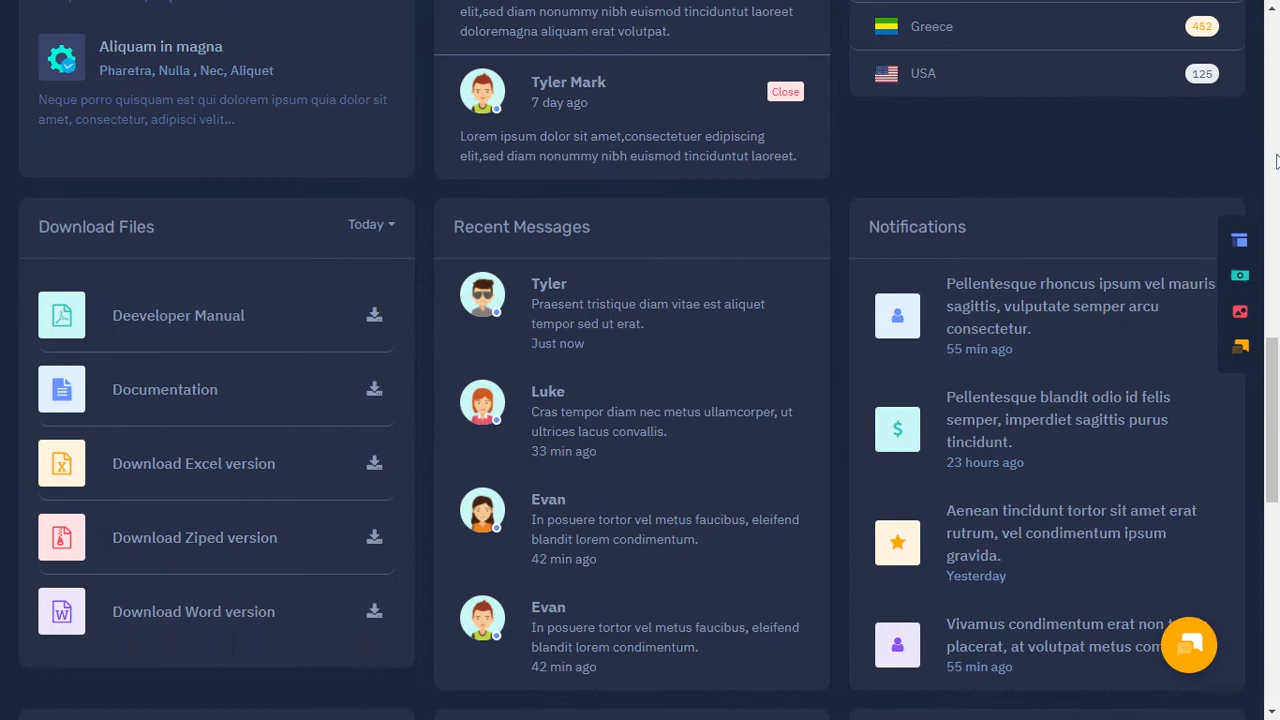 Aliquam in magna
Pharetra, Nulla , Nec, Aliquet
Neque porro quisquam est qui dolorem ipsum quia dolor sit
amet, consectetur, adipisci velit...
elit,sed diam nonummy nibh euismod tinciduntut laoreet
doloremagna aliquam erat volutpat.
Tyler Mark
7 day ago
Close
Lorem ipsum dolor sit amet,consectetuer edipiscing
elit,sed diam nonummy nibh euismod tinciduntut laoreet.
Greece
452
USA
125
Download Files
Today
Deeveloper Manual
Documentation
Download Excel version
Download Ziped version
Download Word version
Recent Messages
Tyler
Praesent tristique diam vitae est aliquet
tempor sed ut erat.
Just now
Luke
Cras tempor diam nec metus ullamcorper, ut
ultrices lacus convallis.
33 min ago
Evan
In posuere tortor vel metus faucibus, eleifend
blandit lorem condimentum.
42 min ago
Evan
In posuere tortor vel metus faucibus, eleifend
blandit lorem condimentum.
42 min ago
Notifications
Pellentesque rhoncus ipsum vel mauris
sagittis, vulputate semper arcu
consectetur.
55 min ago
Pellentesque blandit odio id felis
semper, imperdiet sagittis purus
tincidunt.
23 hours ago
Aenean tincidunt tortor sit amet erat
rutrum, vel condimentum ipsum
gravida.
Yesterday
Vivamus condimentum erat non
placerat, at volutpat metus
55 min ago